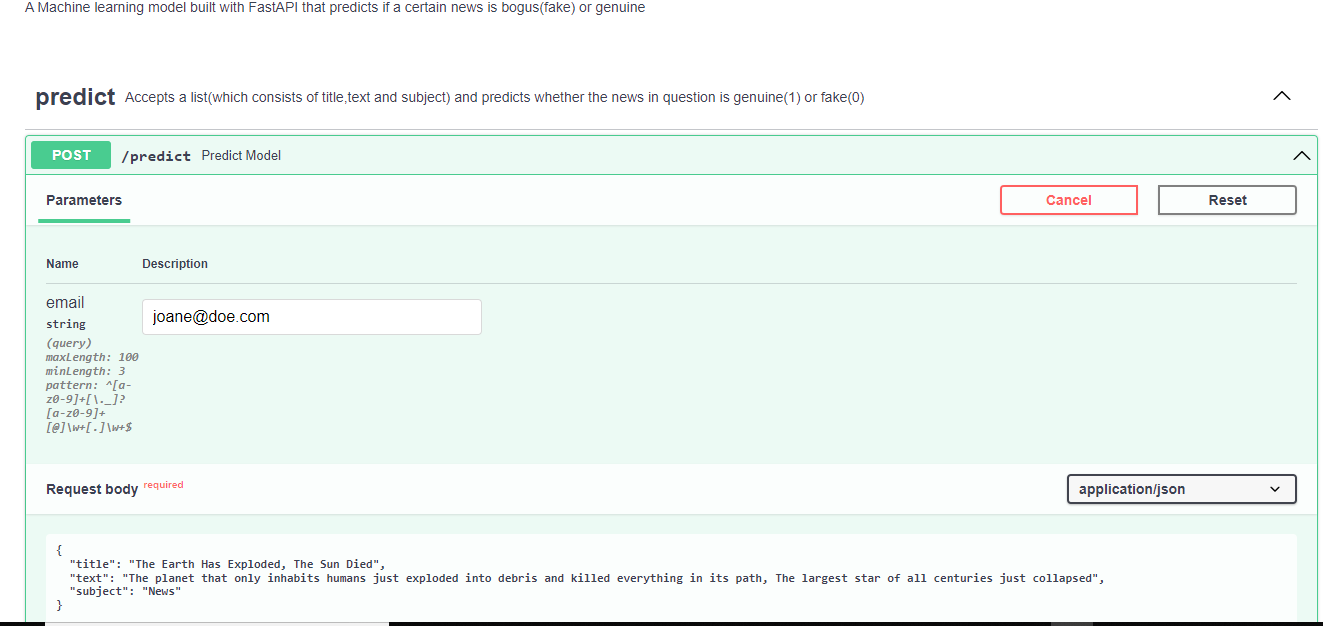 A Machine learning model built with FastAPI that predicts if a certain news is bogus(fake) or genuine
predict Accepts a list(which consists of title,text and subject) and predicts whether the news in question is genuine(1) or fake(0)
POST /predict Predict Model
Parameters Cancel Reset
Name Description
email joane@doe.com
string
(query)
maxLength: 100
minLength: 3
pattern: ^[a-
z0-9]+[\._]?
[a-z0-9]+
[@]\w+[.]\w+$
Request body required application/json
{
"title": "The Earth Has Exploded, The Sun Died",
"text": "The planet that only inhabits humans just exploded into debris and killed everything in its path, The largest star of all centuries just collapsed",
"subject": "News"
}